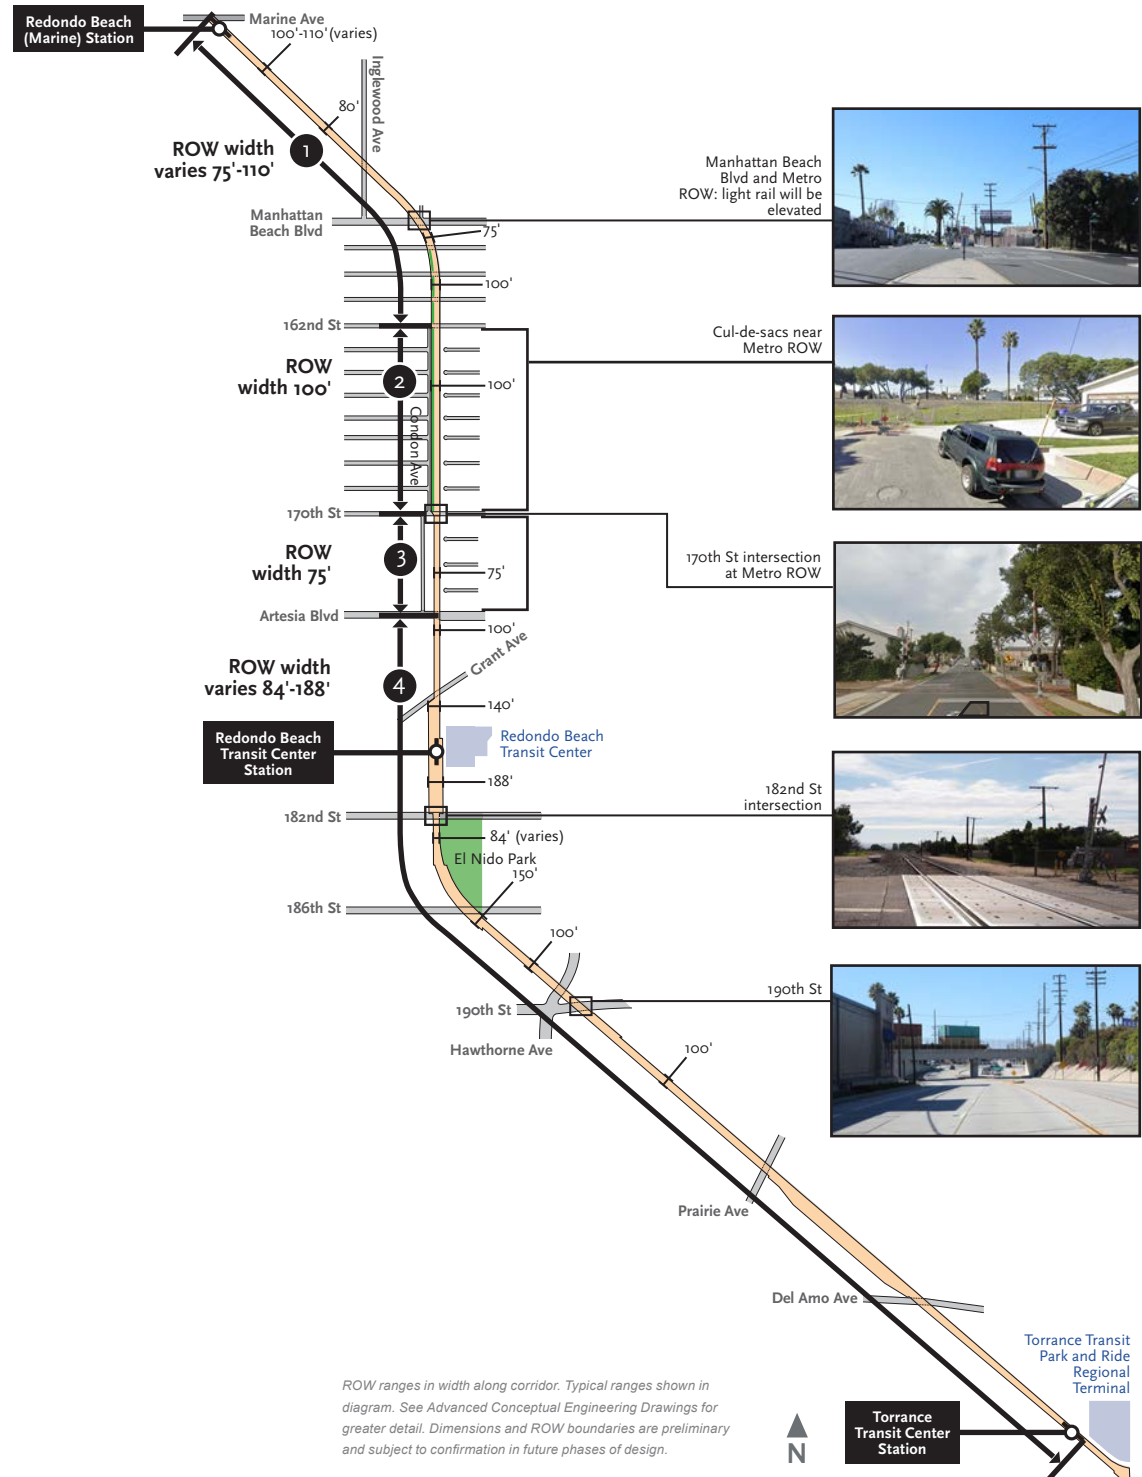 Redondo Beach
(Marine) Station
Marine Ave
100'-110' (varies)
Inglewood Ave
80'
1
ROW width
varies 75'-110'
Manhattan Beach
Blvd and Metro
ROW: light rail will be
elevated
Manhattan
Beach Blvd
75'
100'
162nd St
Cul-de-sacs near
Metro ROW
ROW
width 100'
2
100'
Condon Ave
170th St
ROW
width 75'
3
75'
170th St intersection
at Metro ROW
Artesia Blvd
100'
Grant Ave
ROW width
varies 84'-188'
4
140'
Redondo Beach
Transit Center
Station
Redondo Beach
Transit Center
188'
182nd St
intersection
182nd St
84' (varies)
El Nido Park
150'
186th St
100'
190th St
190th St
Hawthorne Ave
100'
Prairie Ave
Del Amo Ave
Torrance Transit
Park and Ride
Regional
Terminal
ROW ranges in width along corridor. Typical ranges shown in
diagram. See Advanced Conceptual Engineering Drawings for
greater detail. Dimensions and ROW boundaries are preliminary
and subject to confirmation in future phases of design.
N
Torrance
Transit Center
Station